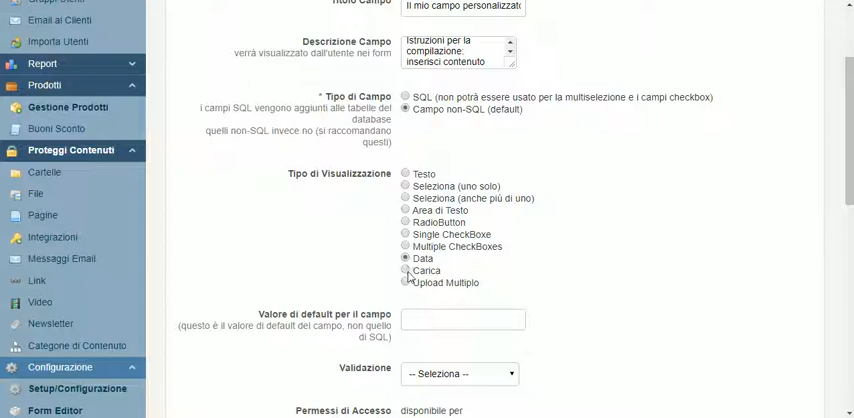 Gruppi Utenti
Email ai Clienti
Importa Utenti
Report
Prodotti
Gestione Prodotti
Buoni Sconto
Proteggi Contenuti
Cartelle
File
Pagine
Integrazioni
Messaggi Email
Link
Video
Newsletter
Categorie di Contenuto
Configurazione
Setup/Configurazione
Form Editor
Titolo Campo
Il mio campo personalizzato
Descrizione Campo
verrà visualizzato dall'utente nei form
Istruzioni per la
compilazione:
inserisci contenuto
* Tipo di Campo
i campi SQL vengono aggiunti alle tabelle del
database
quelli non-SQL invece no (si raccomandano
questi)
SQL (non potrà essere usato per la multiselezione e i campi checkbox)
Campo non-SQL (default)
Tipo di Visualizzazione
Testo
Seleziona (uno solo)
Seleziona (anche più di uno)
Area di Testo
RadioButton
Single CheckBoxe
Multiple CheckBoxes
Data
Carica
Upload Multiplo
Valore di default per il campo
(questo è il valore di default del campo, non quello
di SQL)
Validazione
-- Seleziona --
Permessi di Accesso
disponibile per